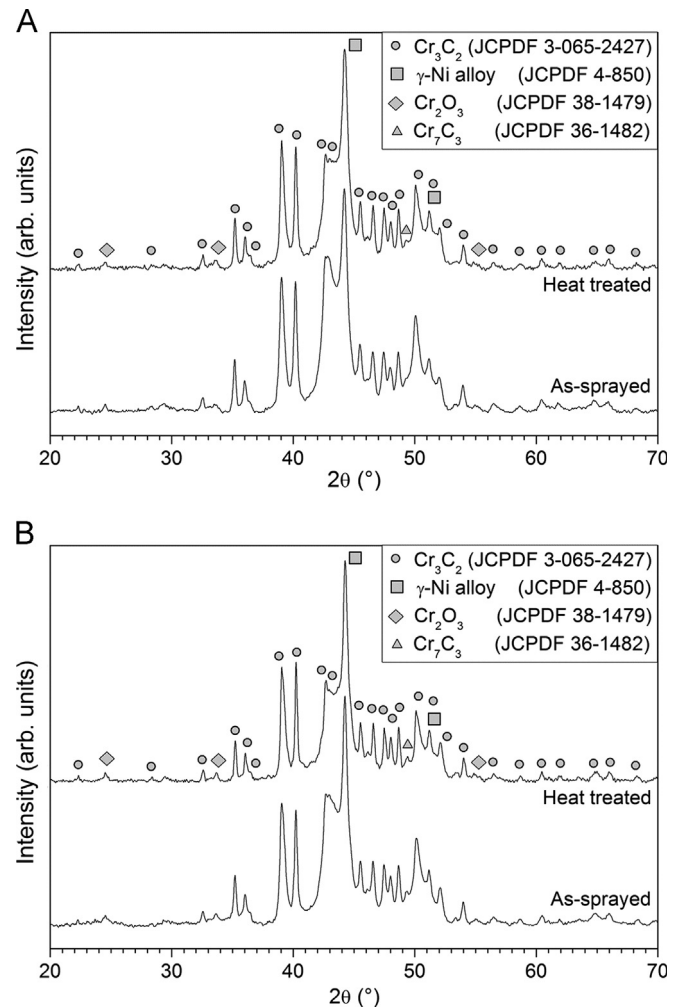 A
Cr3C2 (JCPDF 3-065-2427)
γ-Ni alloy (JCPDF 4-850)
Cr2O3 (JCPDF 38-1479)
Cr7C3 (JCPDF 36-1482)
Intensity (arb. units)
Heat treated
As-sprayed
20 30 40 50 60 70
2θ (°)
B
Cr3C2 (JCPDF 3-065-2427)
γ-Ni alloy (JCPDF 4-850)
Cr2O3 (JCPDF 38-1479)
Cr7C3 (JCPDF 36-1482)
Intensity (arb. units)
Heat treated
As-sprayed
20 30 40 50 60 70
2θ (°)